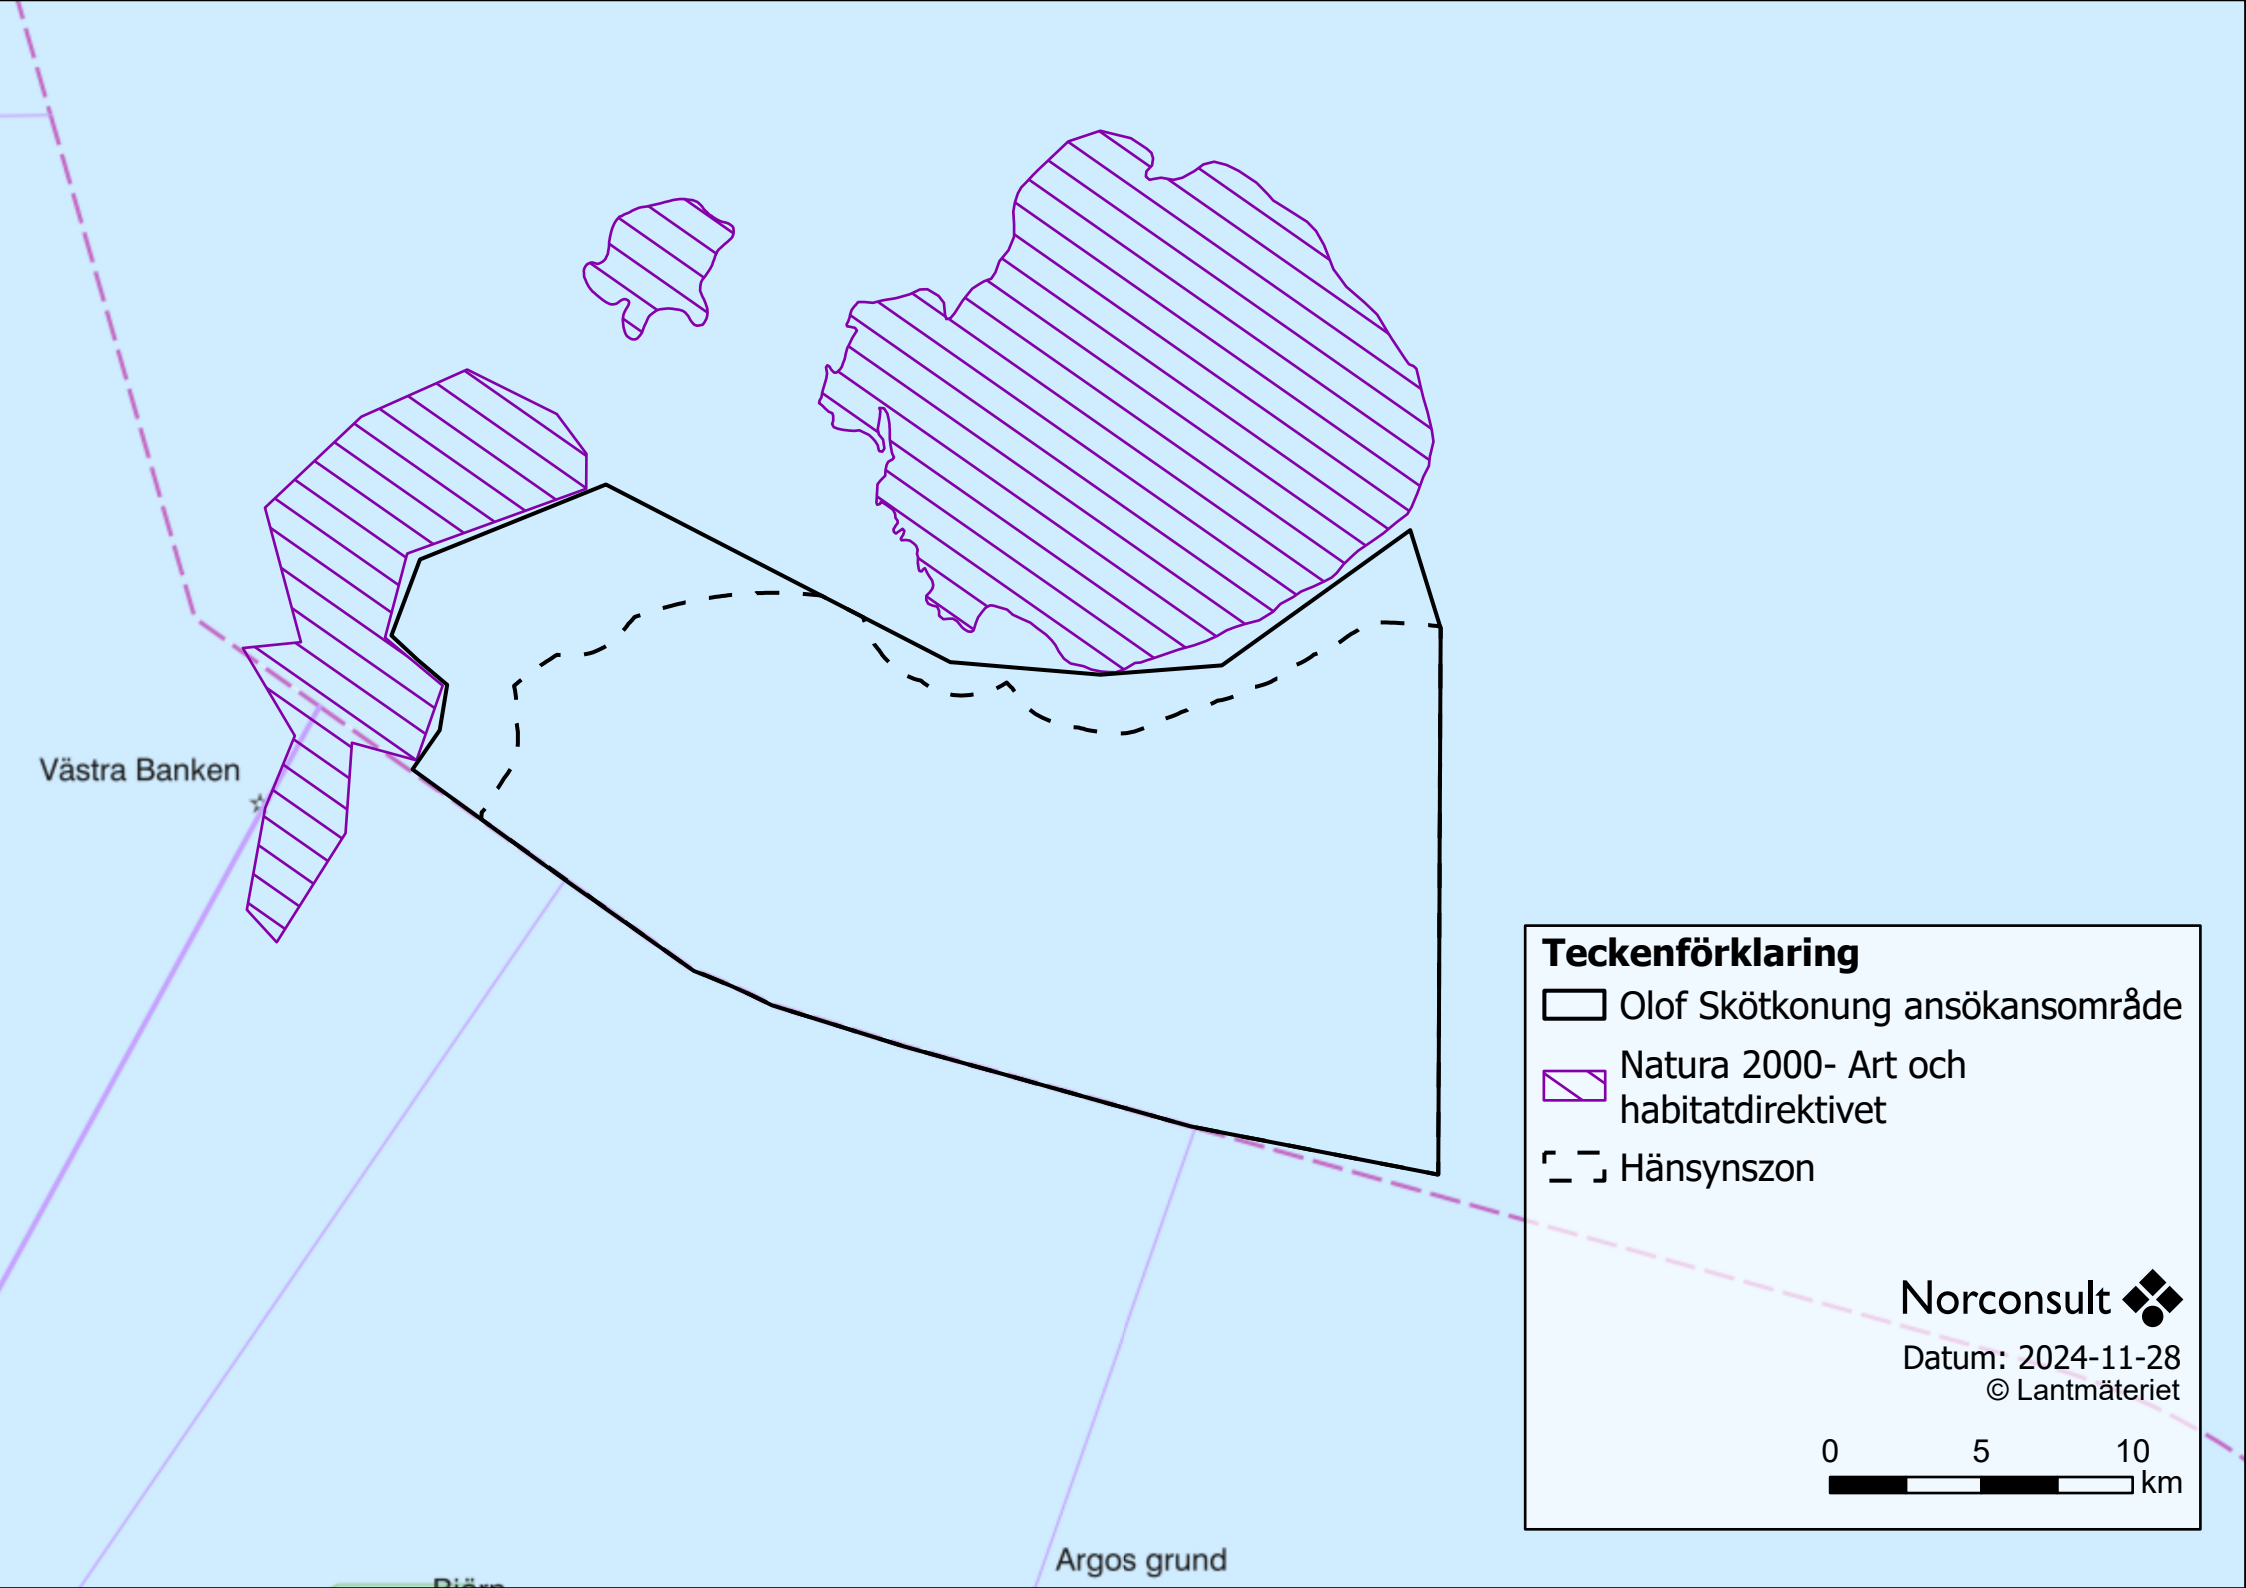 Västra Banken
Teckenförklaring
Olof Skötkonung ansökansområde
Natura 2000- Art och
habitatdirektivet
Hänsynszon
Norconsult
Datum: 2024-11-28
© Lantmäteriet
0 5 10
km
Argos grund